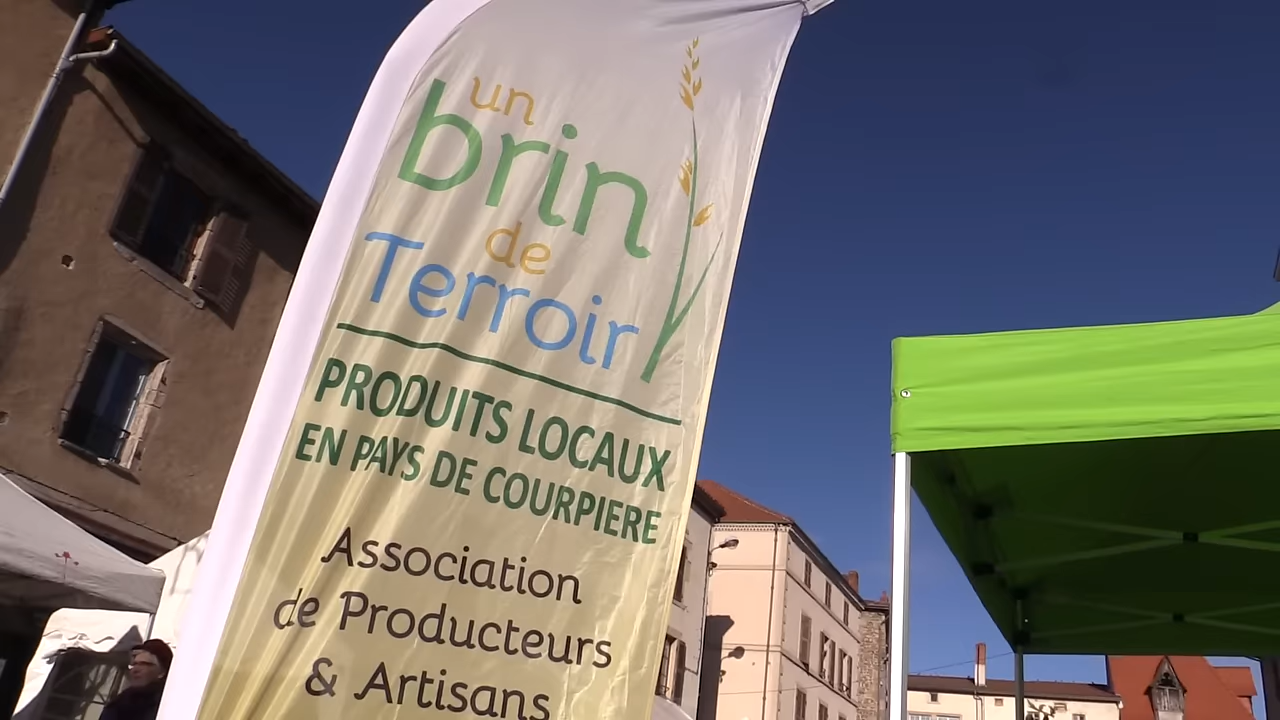 un
brin
de
Terroir
PRODUITS LOCAUX
EN PAYS DE COURPIERE
Association
de Producteurs
& Artisans